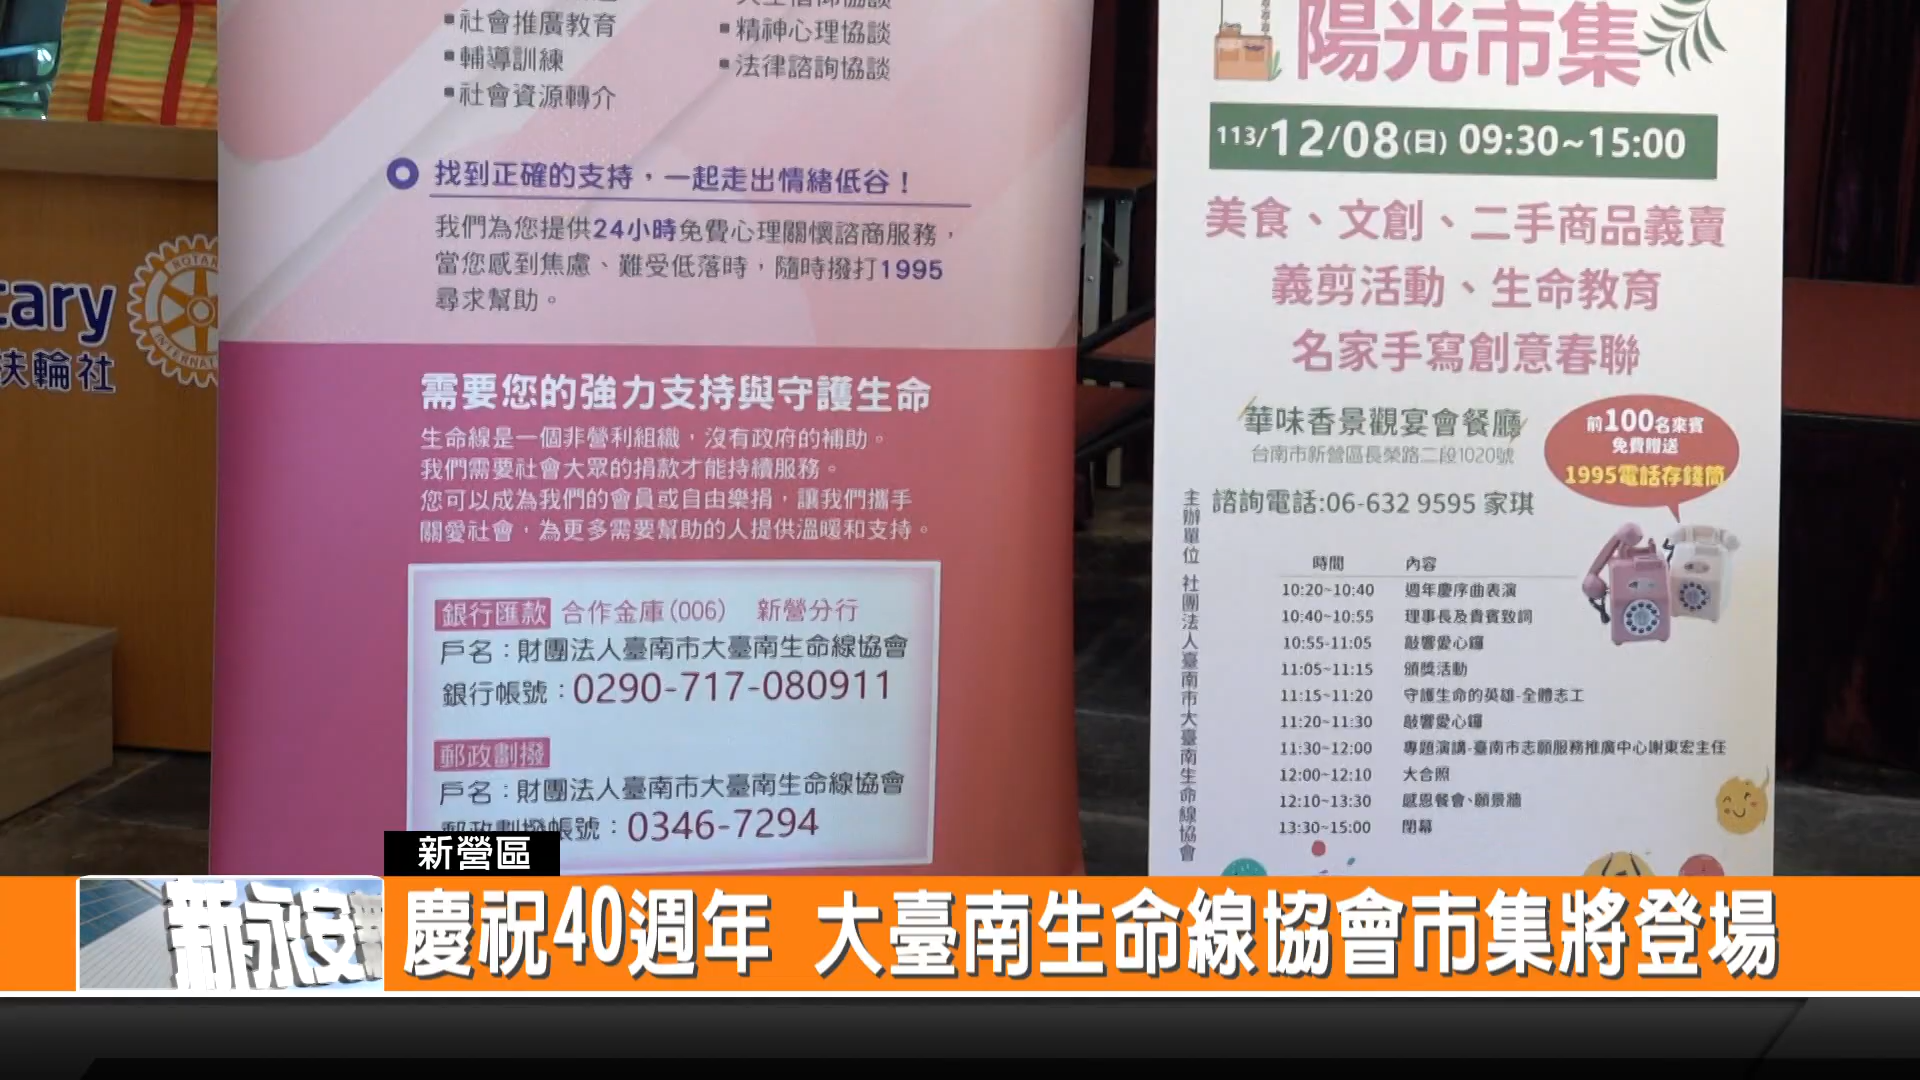 社會推廣教育
輔導訓練
社會資源轉介
精神心理協談
法律諮詢協談
找到正確的支持，一起走出情緒低谷！
我們為您提供24小時免費心理關懷諮商服務，
當您感到焦慮、難受低落時，隨時撥打1995
尋求幫助。
需要您的強力支持與守護生命
生命線是一個非營利組織，沒有政府的補助。
我們需要社會大眾的捐款才能持續服務。
您可以成為我們的會員或自由樂捐，讓我們攜手
關愛社會，為更多需要幫助的人提供溫暖和支持。
銀行匯款 合作金庫(006) 新營分行
戶名：財團法人臺南市大臺南生命線協會
銀行帳號：0290-717-080911
郵政劃撥
戶名：財團法人臺南市大臺南生命線協會
郵政劃撥帳號：0346-7294
陽光市集
113/12/08(日) 09:30~15:00
美食、文創、二手商品義賣
義剪活動、生命教育
名家手寫創意春聯
華味香景觀宴會餐廳
台南市新營區長榮路二段1020號
諮詢電話:06-632 9595 家琪
前100名來賓
免費贈送
1995電話存錢筒
主辦單位 社團法人臺南市大臺南生命線協會
時間 內容
10:20~10:40 週年慶序曲表演
10:40~10:55 理事長及貴賓致詞
10:55-11:05 敲響愛心鑼
11:05~11:15 頒獎活動
11:15~11:20 守護生命的英雄-全體志工
11:20~11:30 敲響愛心鑼
11:30~12:00 專題演講-臺南市志願服務推廣中心謝東宏主任
12:00~12:10 大合照
12:10~13:30 感恩餐會、願景牆
13:30~15:00 閉幕
tary
扶輪社
ROTARY
INTERNATIONAL
新營區
新永安
慶祝40週年 大臺南生命線協會市集將登場